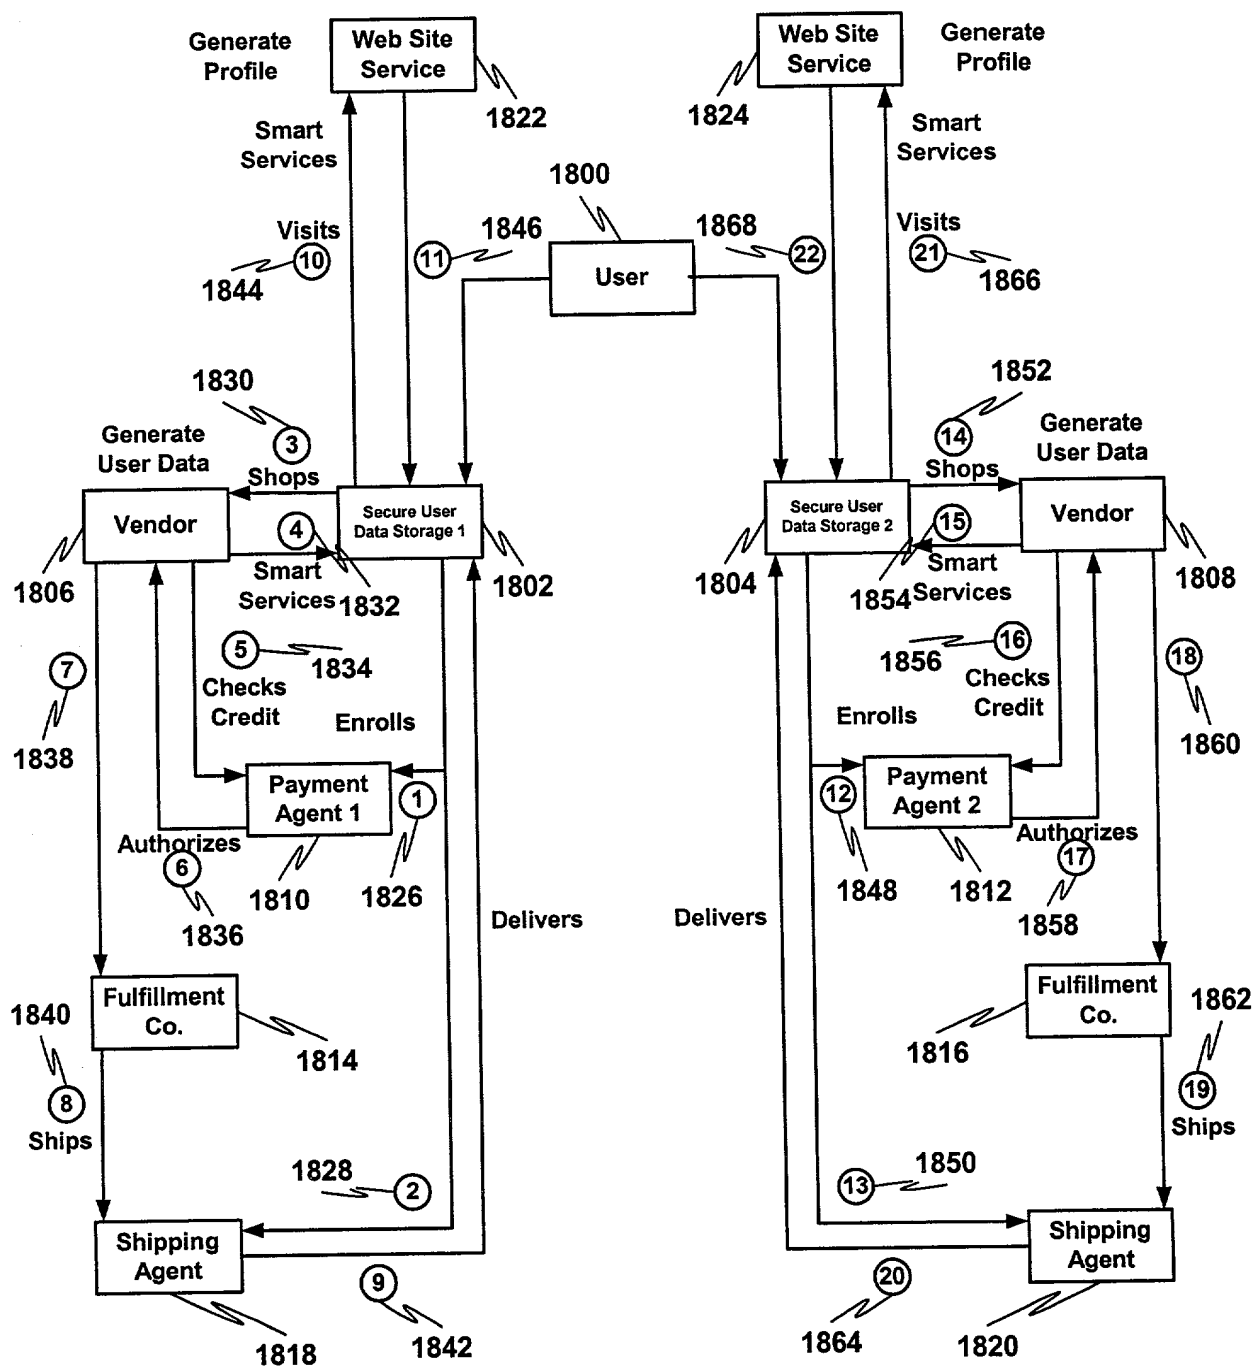 Generate
Profile
Web Site
Service
1822
Smart
Services
Web Site
Service
1824
Generate
Profile
Smart
Services
1800
User
Visits
10
1844
11
1846
1868
22
Visits
21
1866
1830
3
Shops
Generate
User Data
Vendor
1806
4
Smart
Services
1832
Secure User
Data Storage 1
1802
1852
14
Shops
Generate
User Data
Secure User
Data Storage 2
1804
15
1854
Smart
Services
Vendor
1808
5
1834
Checks
Credit
7
1838
Enrolls
Payment
Agent 1
1
1826
1810
Authorizes
6
1836
Delivers
1856
16
Checks
Credit
18
1860
Enrolls
Payment
Agent 2
12
1848
1812
Authorizes
17
1858
Delivers
Fulfillment
Co.
1814
1840
8
Ships
1828
2
Shipping
Agent
1818
9
1842
Fulfillment
Co.
1816
1862
19
Ships
1850
13
Shipping
Agent
20
1864
1820